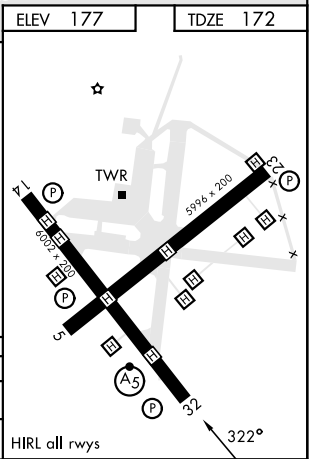 ELEV 177
TDZE 172
TWR
23
P
14
P
5996 x 200
6002 x 200
H
H
H
H
H
H
H
H
P
H
H
H
5
H
H
A5
P
32
322°
HIRL all rwys